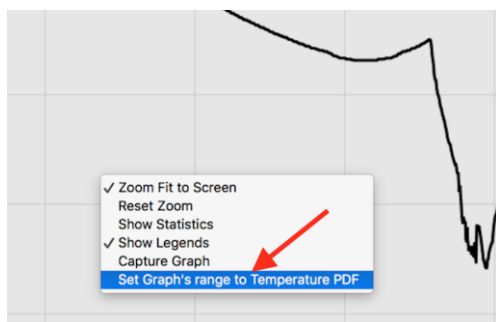 ✓ Zoom Fit to Screen
Reset Zoom
Show Statistics
✓ Show Legends
Capture Graph
Set Graph's range to Temperature PDF